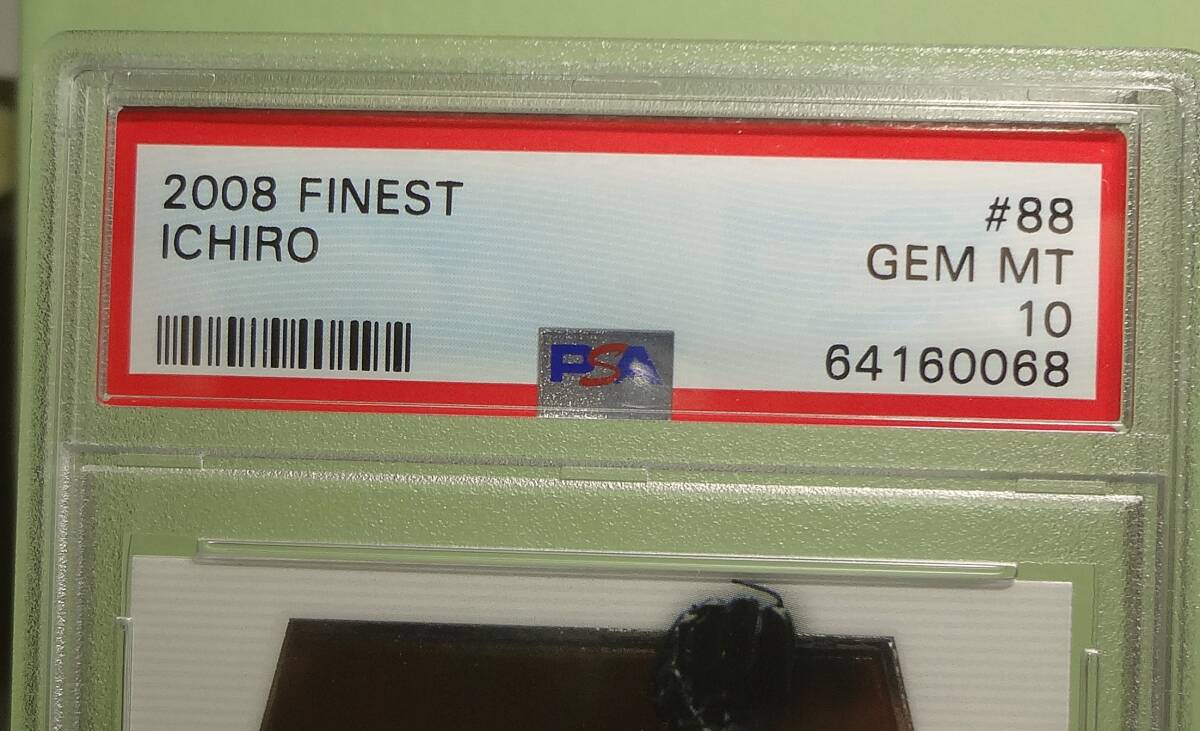 2008 FINEST
ICHIRO
#88
GEM MT
10
64160068
PSA